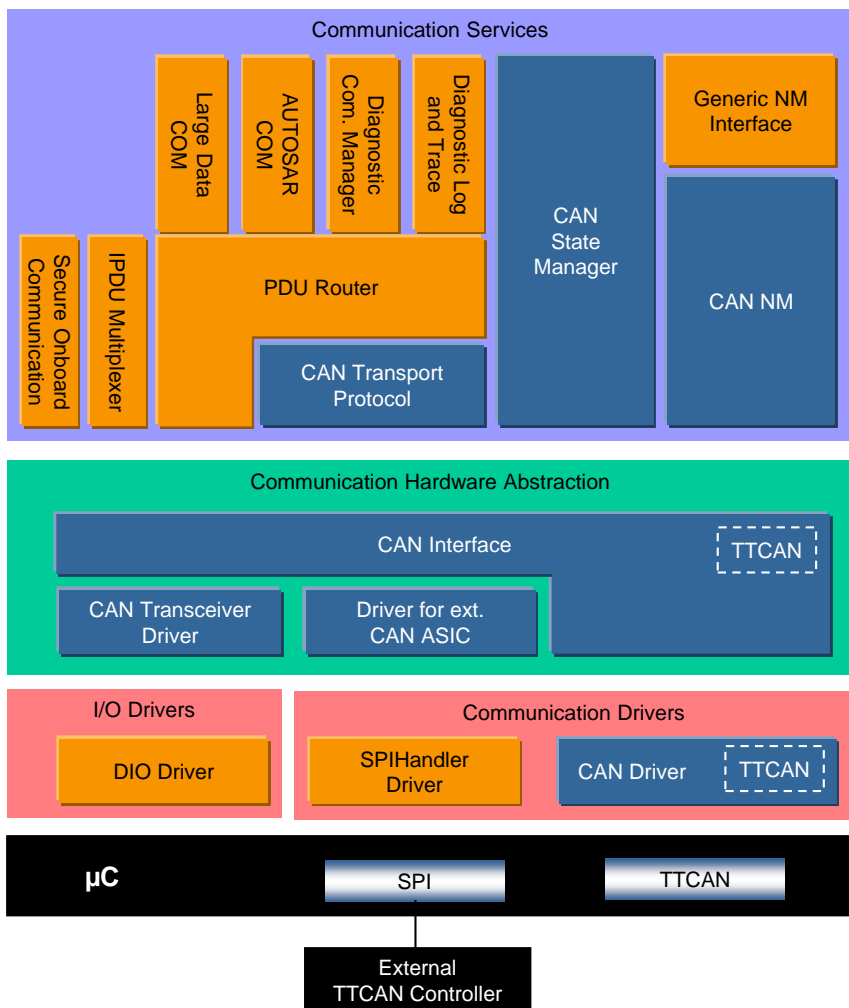 Communication Services
Large Data
COM
AUTOSAR
COM
Diagnostic
Com. Manager
Diagnostic Log
and Trace
CAN
State
Manager
Generic NM
Interface
Secure Onboard
Communication
IPDU Multiplexer
PDU Router
CAN NM
CAN Transport
Protocol
Communication Hardware Abstraction
CAN Interface
TTCAN
CAN Transceiver
Driver
Driver for ext.
CAN ASIC
I/O Drivers
Communication Drivers
DIO Driver
SPIHandler
Driver
CAN Driver
TTCAN
µC
SPI
TTCAN
External
TTCAN Controller